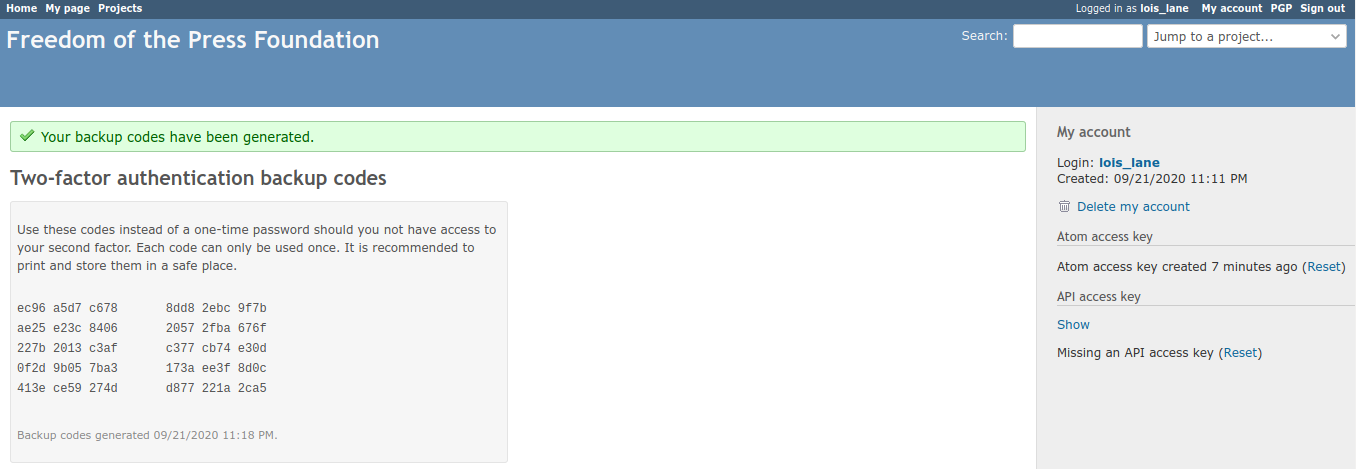 Home My page Projects
Logged in as lois_lane My account PGP Sign out
Freedom of the Press Foundation
Search: Jump to a project...
Your backup codes have been generated.
Two-factor authentication backup codes
Use these codes instead of a one-time password should you not have access to
your second factor. Each code can only be used once. It is recommended to
print and store them in a safe place.
ec96 a5d7 c678 8dd8 2ebc 9f7b
ae25 e23c 8406 2057 2fba 676f
227b 2013 c3af c377 cb74 e30d
0f2d 9b05 7ba3 173a ee3f 8d0c
413e ce59 274d d877 221a 2ca5
Backup codes generated 09/21/2020 11:18 PM.
My account
Login: lois_lane
Created: 09/21/2020 11:11 PM
Delete my account
Atom access key
Atom access key created 7 minutes ago (Reset)
API access key
Show
Missing an API access key (Reset)